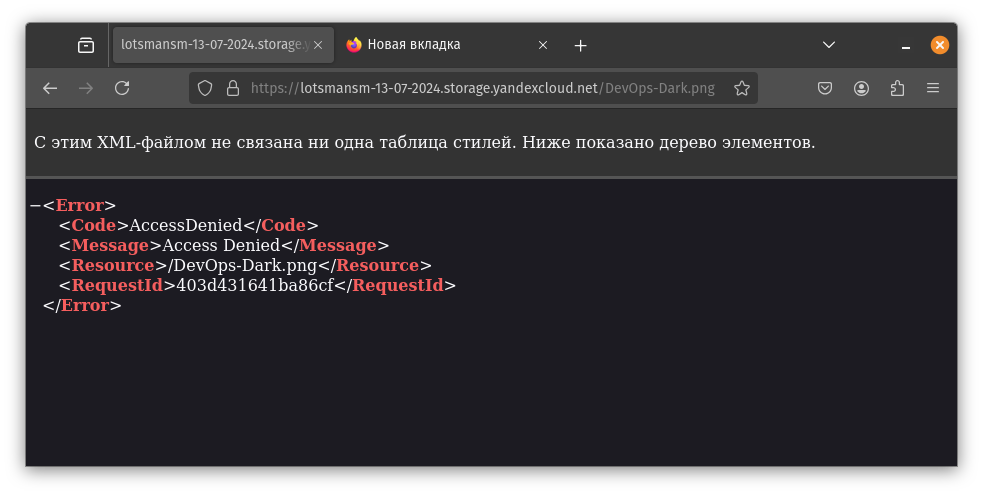 lotsmansm-13-07-2024.storage.y
Новая вкладка
https://lotsmansm-13-07-2024.storage.yandexcloud.net/DevOps-Dark.png
С этим XML-файлом не связана ни одна таблица стилей. Ниже показано дерево элементов.
−<Error>
<Code>AccessDenied</Code>
<Message>Access Denied</Message>
<Resource>/DevOps-Dark.png</Resource>
<RequestId>403d431641ba86cf</RequestId>
</Error>